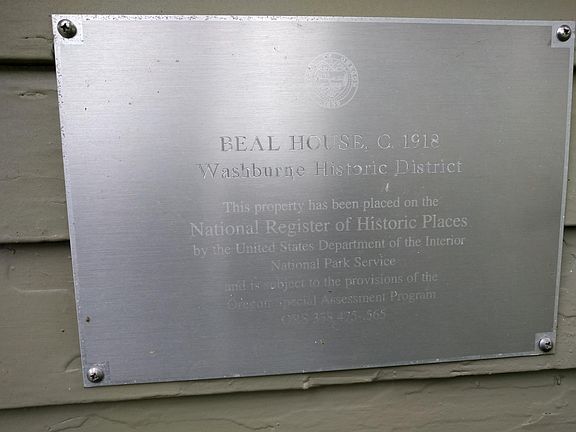 BEAL HOUSE, C. 1918
Washburne Historic District
This property has been placed on the
National Register of Historic Places
by the United States Department of the Interior
National Park Service
and is subject to the provisions of the
Oregon Special Assessment Program
ORS 358.475-.565